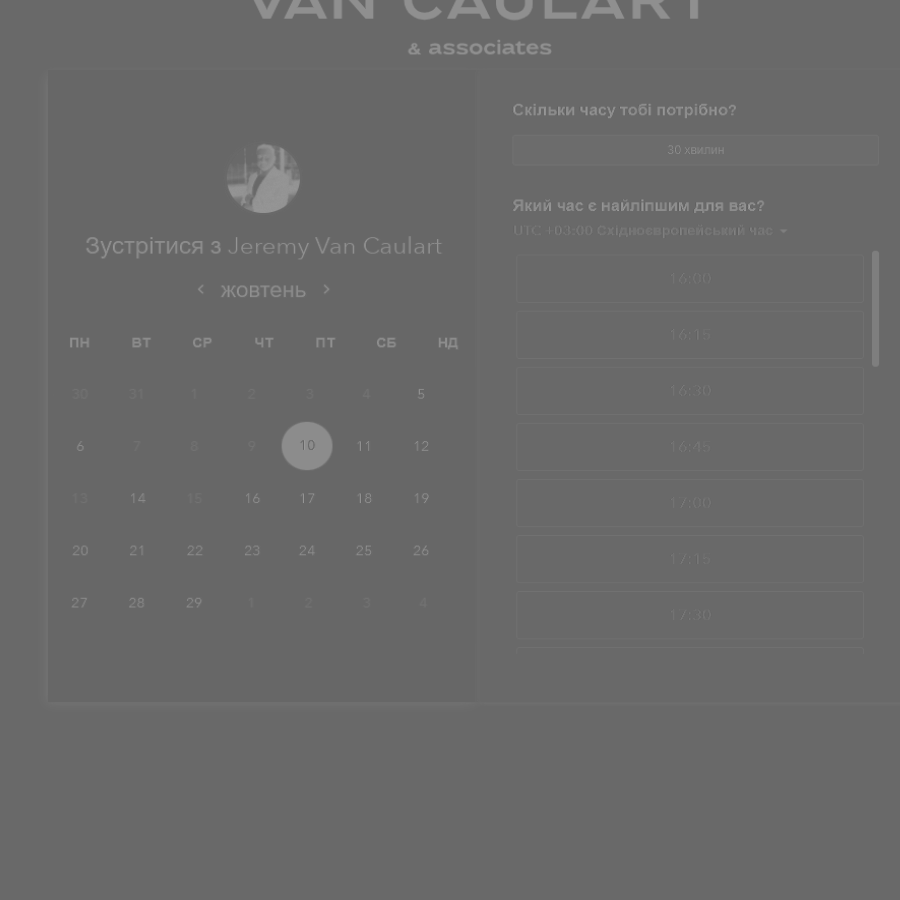 VAN CAULART
& associates
Зустрітися з Jeremy Van Caulart
жовтень
ПН ВТ СР ЧТ ПТ СБ НД
30 31 1 2 3 4 5
6 7 8 9 10 11 12
13 14 15 16 17 18 19
20 21 22 23 24 25 26
27 28 29 1 2 3 4
Скільки часу тобі потрібно?
30 хвилин
Який час є найліпшим для вас?
UTC +03:00 Східноєвропейський час
16:00
16:15
16:30
16:45
17:00
17:15
17:30